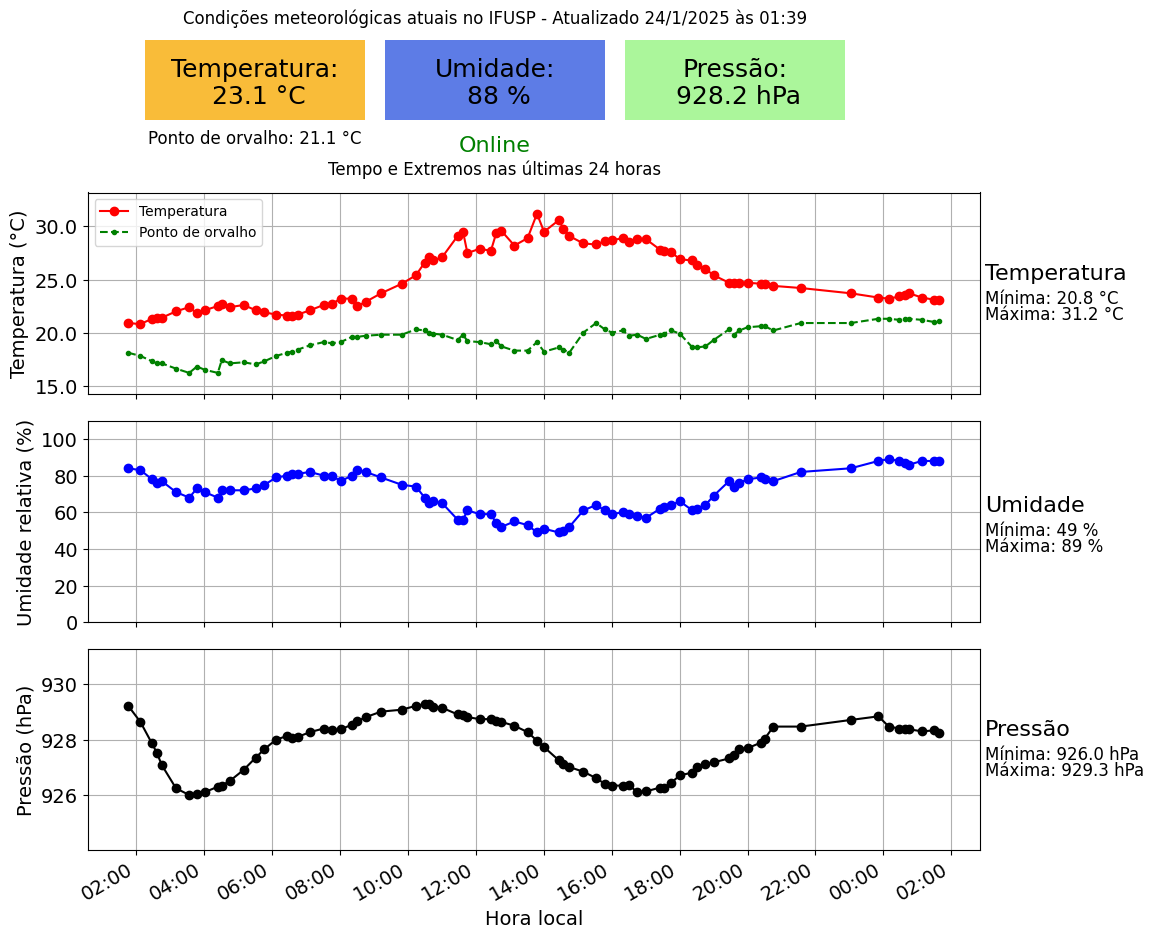 Condições meteorológicas atuais no IFUSP - Atualizado 24/1/2025 às 01:39
Temperatura:
23.1 °C
Umidade:
88 %
Pressão:
928.2 hPa
Ponto de orvalho: 21.1 °C
Online
Tempo e Extremos nas últimas 24 horas
Temperatura (°C)
30.0
25.0
20.0
15.0
Temperatura
Ponto de orvalho
Temperatura
Mínima: 20.8 °C
Máxima: 31.2 °C
Umidade relativa (%)
100
80
60
40
20
0
Umidade
Mínima: 49 %
Máxima: 89 %
Pressão (hPa)
930
928
926
Pressão
Mínima: 926.0 hPa
Máxima: 929.3 hPa
02:00 04:00 06:00 08:00 10:00 12:00 14:00 16:00 18:00 20:00 22:00 00:00 02:00
Hora local